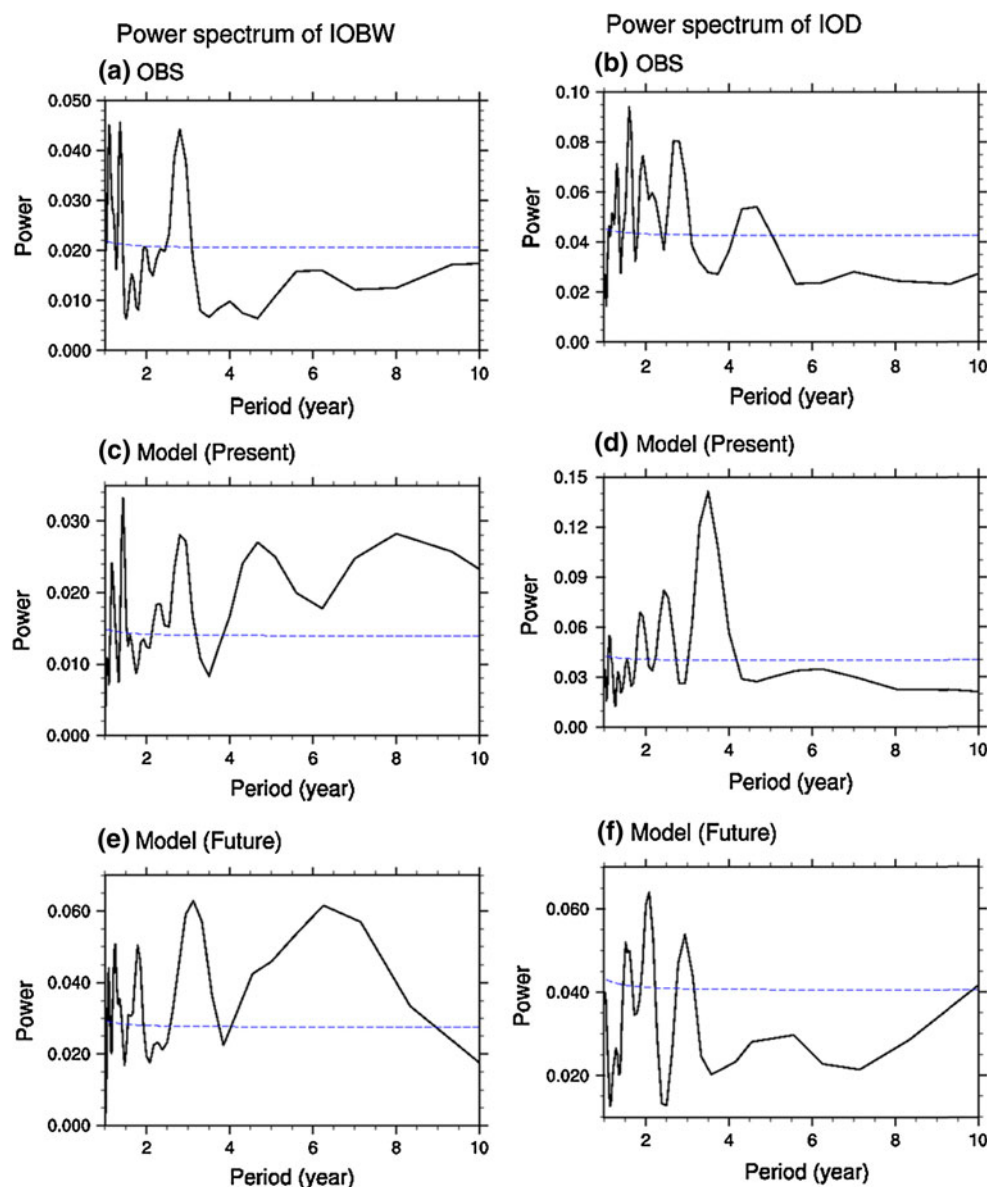 Power spectrum of IOBW
Power spectrum of IOD
(a) OBS
0.050
0.040
0.030
0.020
0.010
0.000
Power
2 4 6 8 10
Period (year)
(b) OBS
0.10
0.08
0.06
0.04
0.02
0.00
Power
2 4 6 8 10
Period (year)
(c) Model (Present)
0.030
0.020
0.010
0.000
Power
2 4 6 8 10
Period (year)
(d) Model (Present)
0.15
0.12
0.09
0.06
0.03
0.00
Power
2 4 6 8 10
Period (year)
(e) Model (Future)
0.060
0.040
0.020
0.000
Power
2 4 6 8 10
Period (year)
(f) Model (Future)
0.060
0.040
0.020
Power
2 4 6 8 10
Period (year)